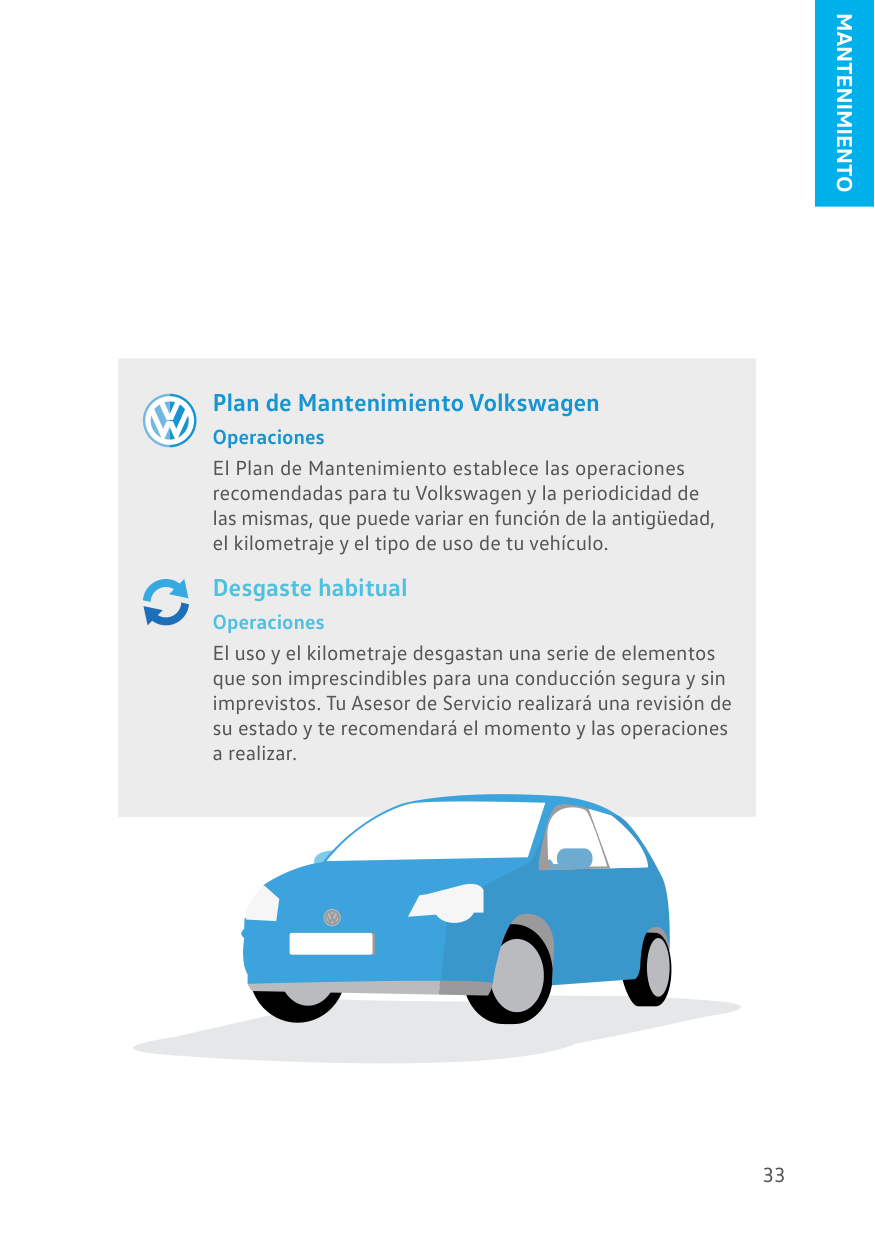 MANTENIMIENTO
Plan de Mantenimiento Volkswagen
Operaciones
El Plan de Mantenimiento establece las operaciones
recomendadas para tu Volkswagen y la periodicidad de
las mismas, que puede variar en función de la antigüedad,
el kilometraje y el tipo de uso de tu vehículo.
Desgaste habitual
Operaciones
El uso y el kilometraje desgastan una serie de elementos
que son imprescindibles para una conducción segura y sin
imprevistos. Tu Asesor de Servicio realizará una revisión de
su estado y te recomendará el momento y las operaciones
a realizar.
33